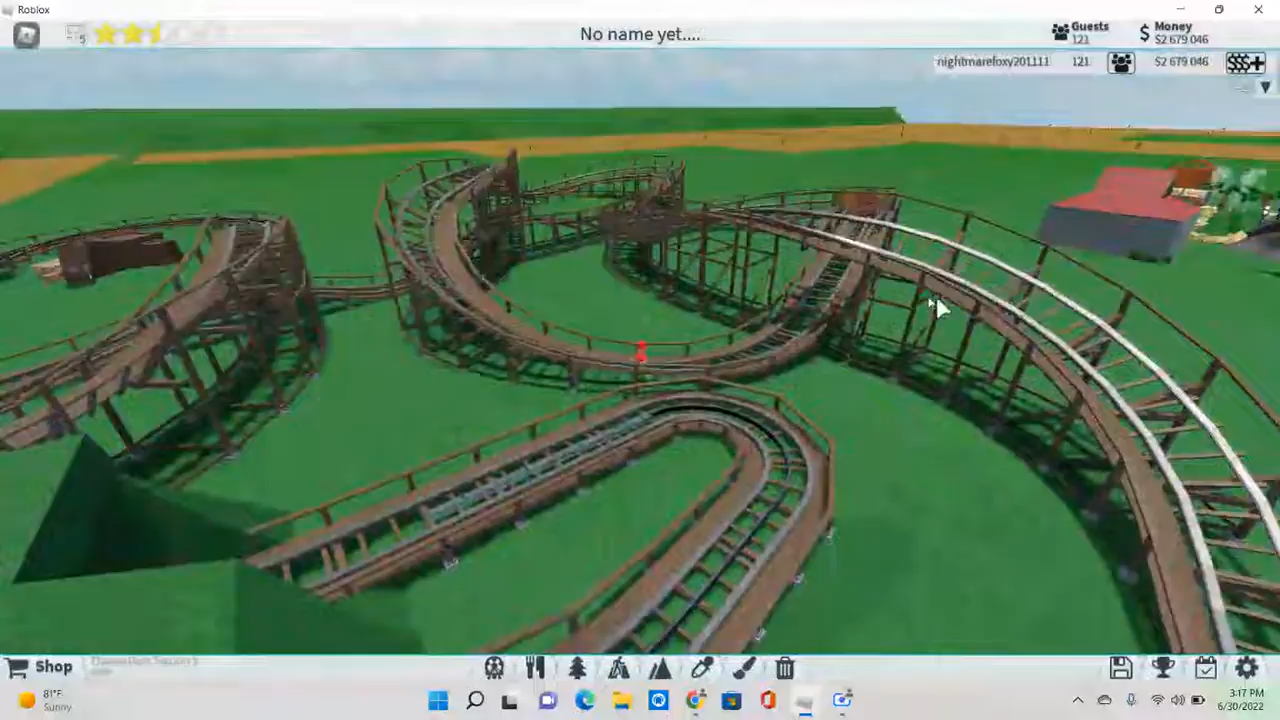 Roblox
5
No name yet....
Guests
121
Money
$2 679 046
nightmarefoxy201111 121 $2 679 046
Shop
81°F
Sunny
3:17 PM
6/30/2022